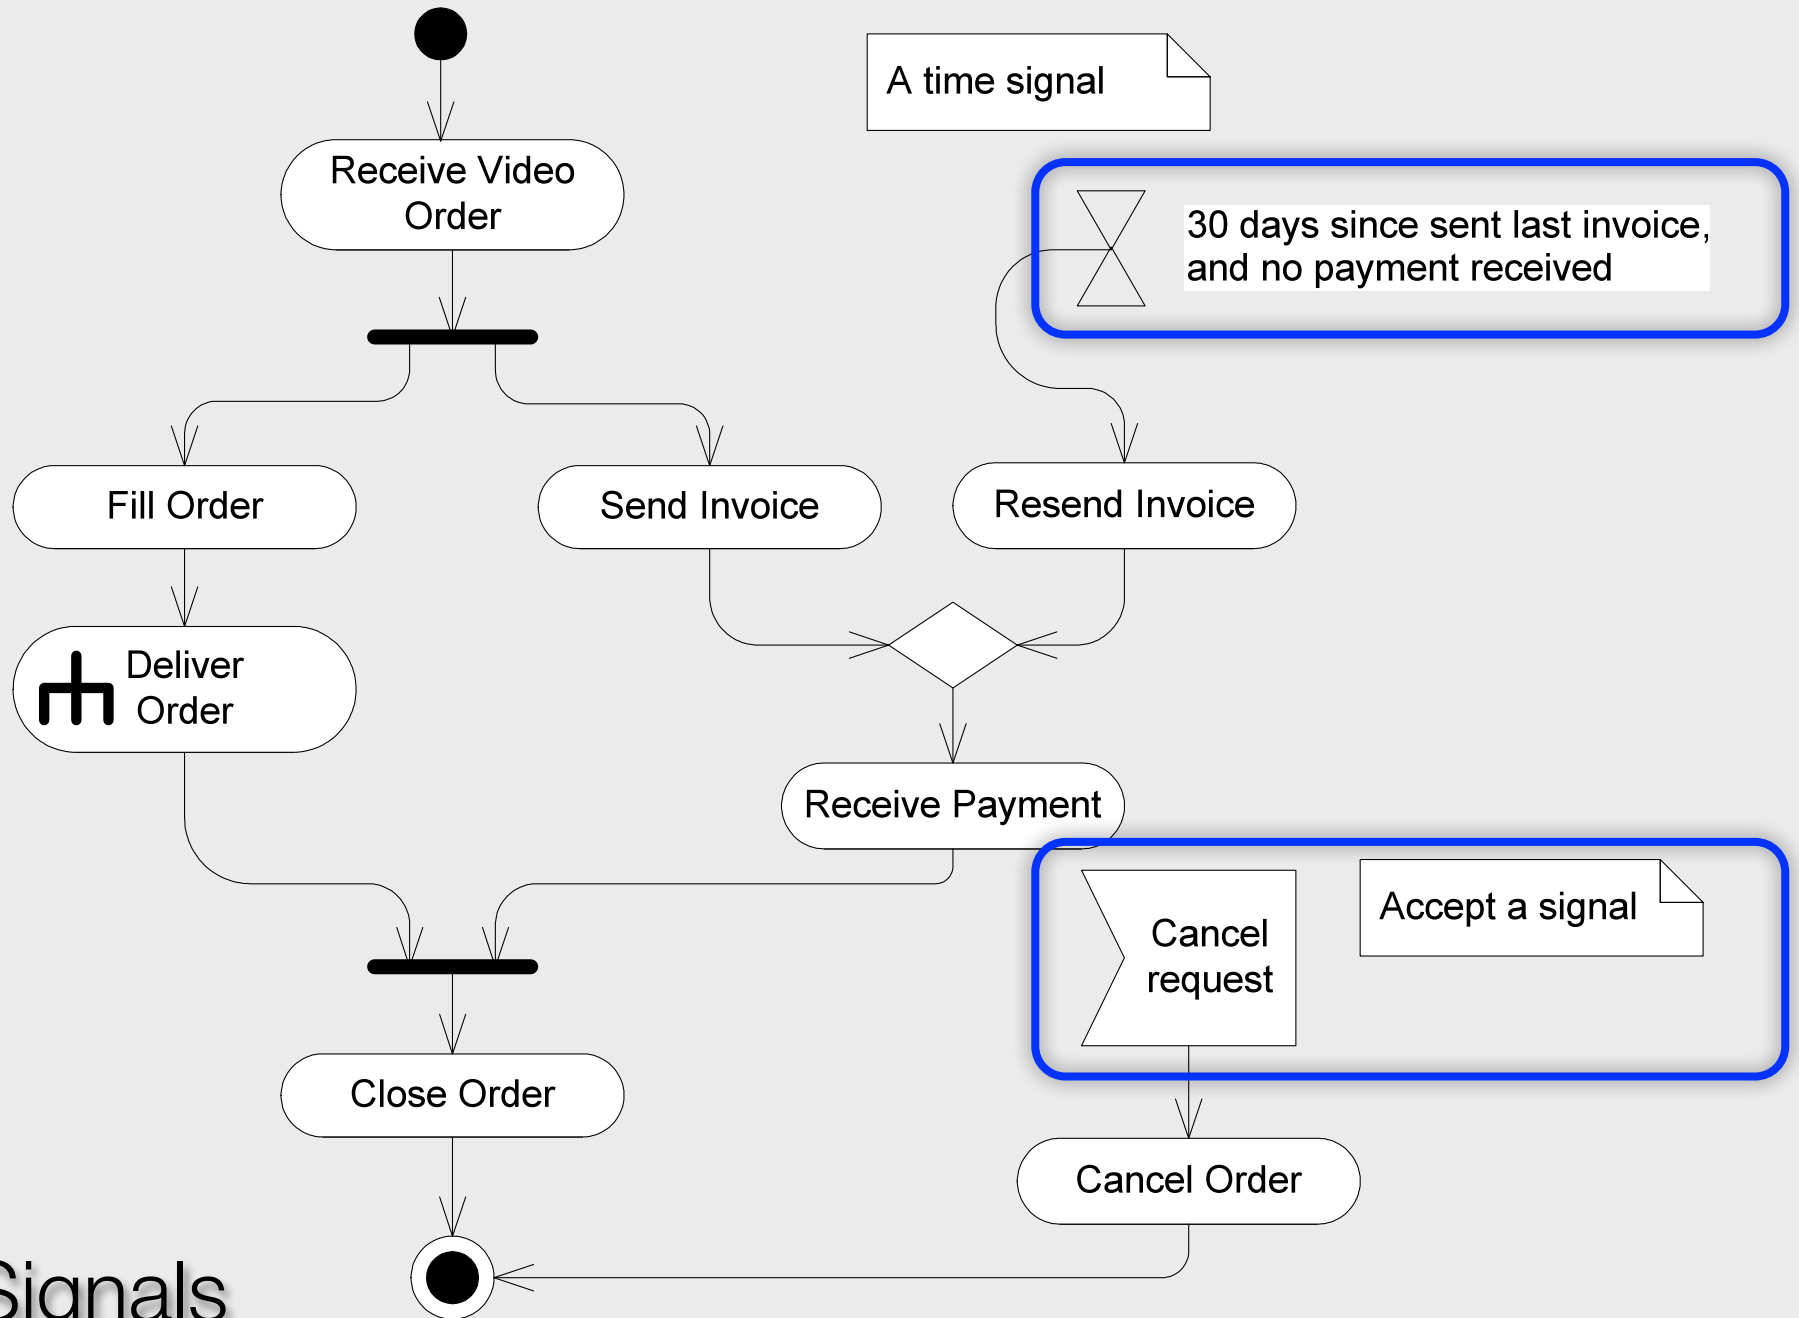 A time signal
Receive Video
Order
30 days since sent last invoice,
and no payment received
Fill Order
Send Invoice
Resend Invoice
Deliver
Order
Receive Payment
Cancel
request
Accept a signal
Close Order
Cancel Order
Signals